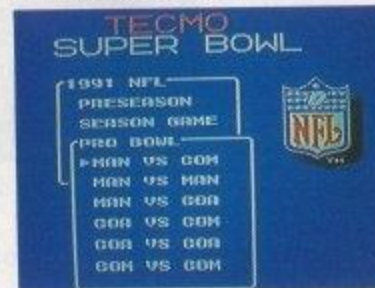 TECMO
SUPER BOWL
1991 NFL
PRESEASON
SEASON GAME
PRO BOWL
MAN VS COM
MAN VS MAN
MAN VS COA
COA VS COM
COA VS COA
COM VS COM
NFL
TM